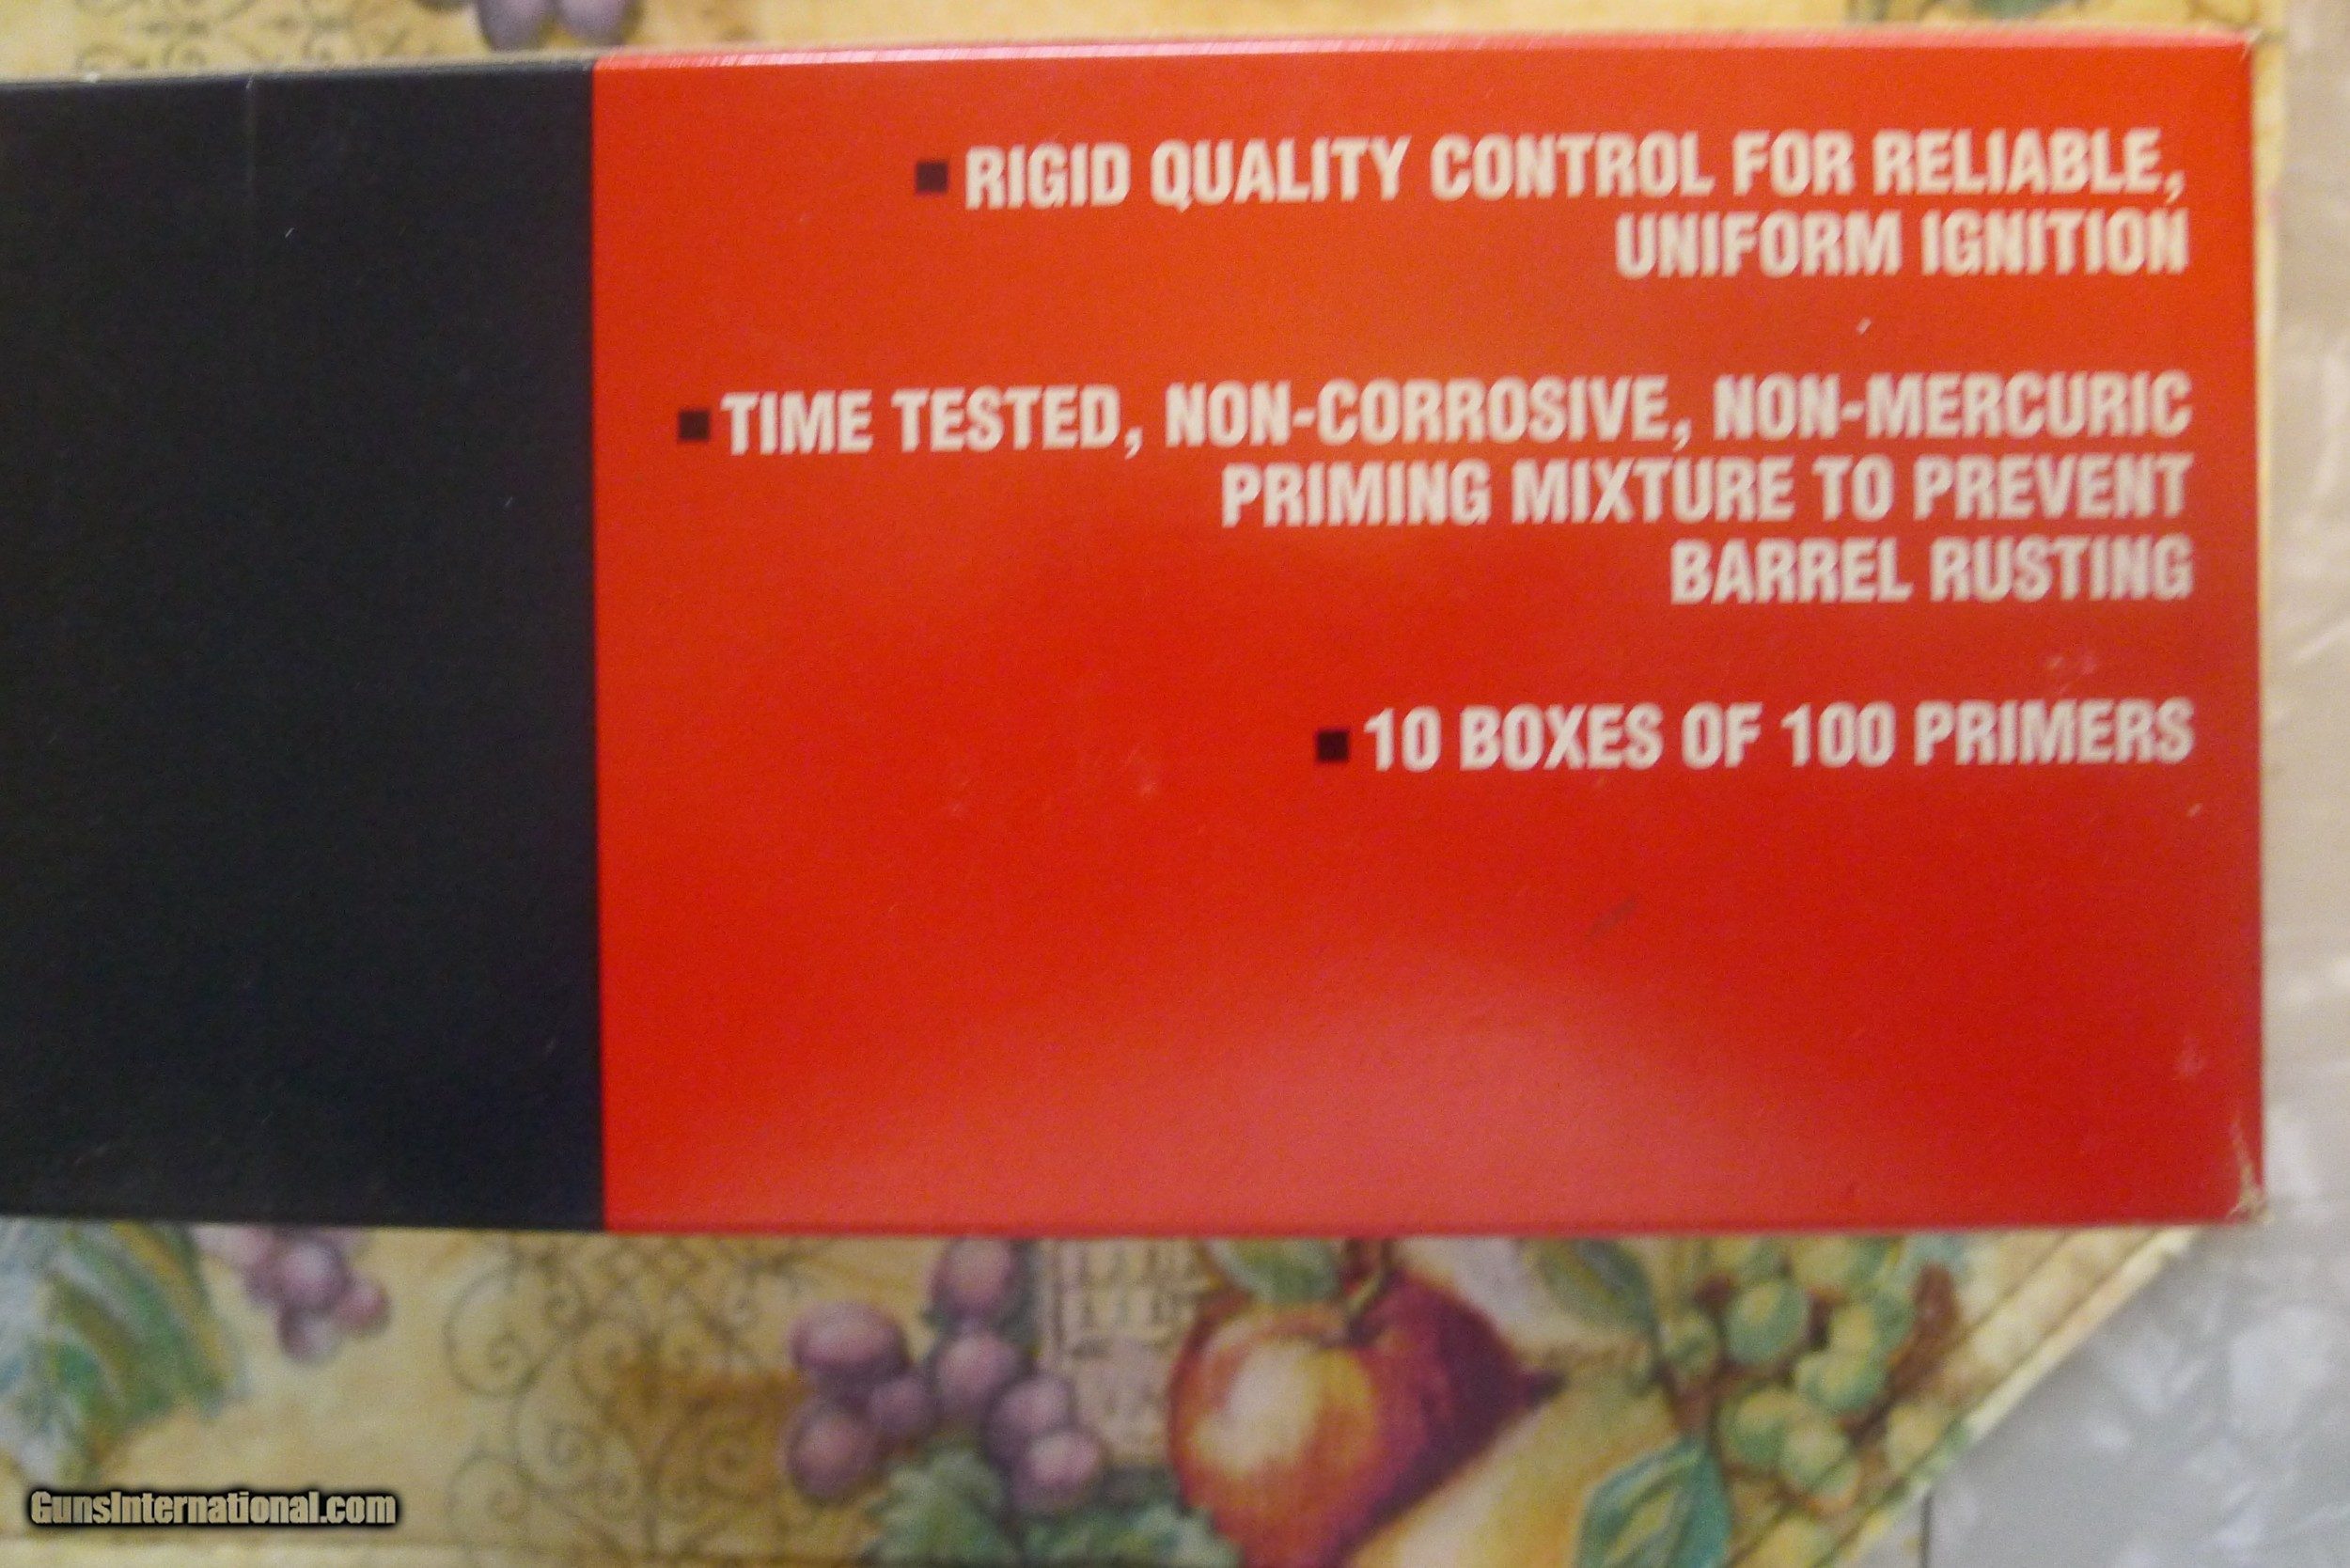 ▪ RIGID QUALITY CONTROL FOR RELIABLE,
UNIFORM IGNITION
▪ TIME TESTED, NON-CORROSIVE, NON-MERCURIC
PRIMING MIXTURE TO PREVENT
BARREL RUSTING
▪ 10 BOXES OF 100 PRIMERS
GunsInternational.com